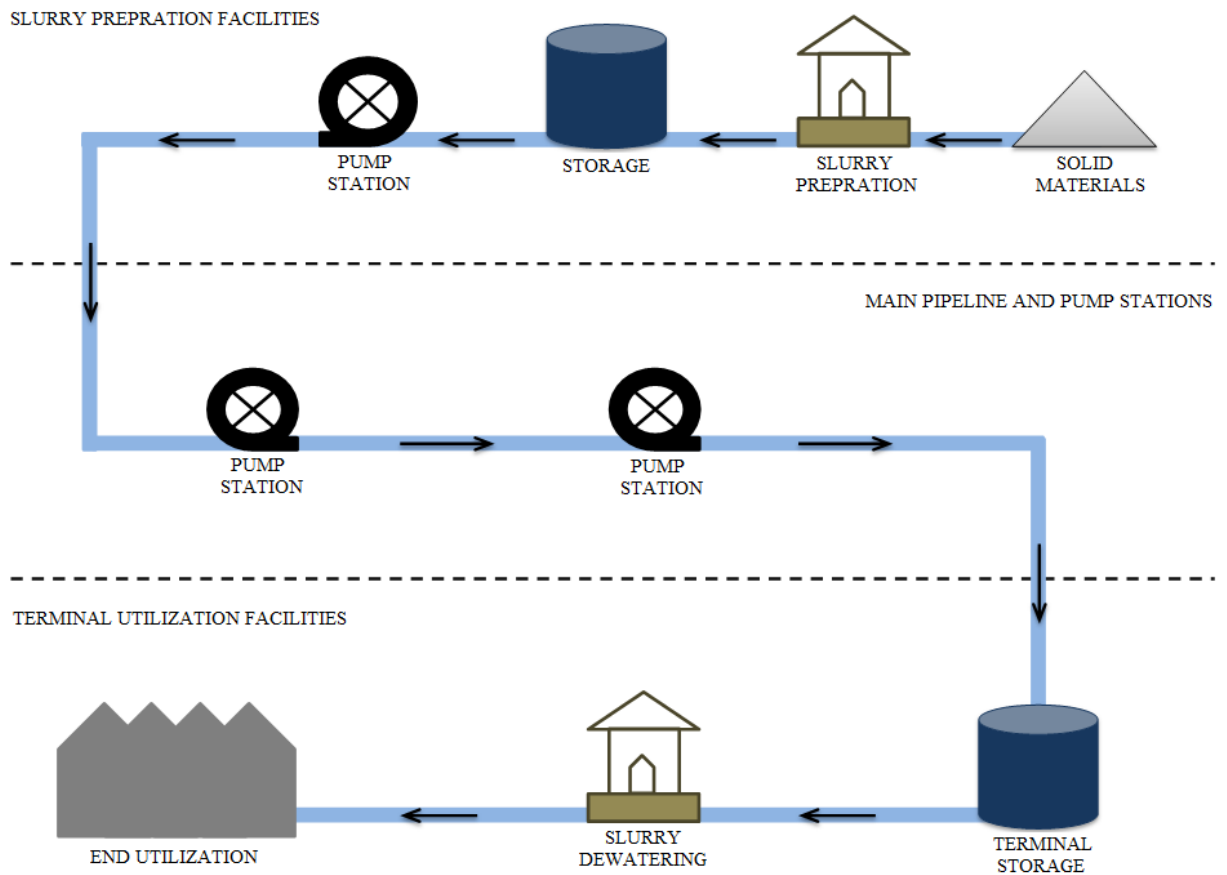 SLURRY PREPRATION FACILITIES
PUMP
STATION
STORAGE
SLURRY
PREPRATION
SOLID
MATERIALS
MAIN PIPELINE AND PUMP STATIONS
PUMP
STATION
PUMP
STATION
TERMINAL UTILIZATION FACILITIES
END UTILIZATION
SLURRY
DEWATERING
TERMINAL
STORAGE